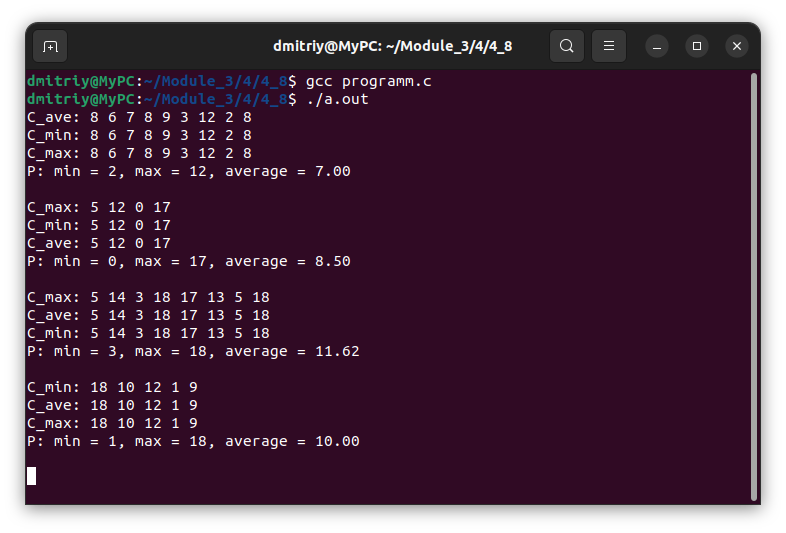 dmitriy@MyPC: ~/Module_3/4/4_8
dmitriy@MyPC:~/Module_3/4/4_8$ gcc programm.c
dmitriy@MyPC:~/Module_3/4/4_8$ ./a.out
C_ave: 8 6 7 8 9 3 12 2 8
C_min: 8 6 7 8 9 3 12 2 8
C_max: 8 6 7 8 9 3 12 2 8
P: min = 2, max = 12, average = 7.00
C_max: 5 12 0 17
C_min: 5 12 0 17
C_ave: 5 12 0 17
P: min = 0, max = 17, average = 8.50
C_max: 5 14 3 18 17 13 5 18
C_ave: 5 14 3 18 17 13 5 18
C_min: 5 14 3 18 17 13 5 18
P: min = 3, max = 18, average = 11.62
C_min: 18 10 12 1 9
C_ave: 18 10 12 1 9
C_max: 18 10 12 1 9
P: min = 1, max = 18, average = 10.00